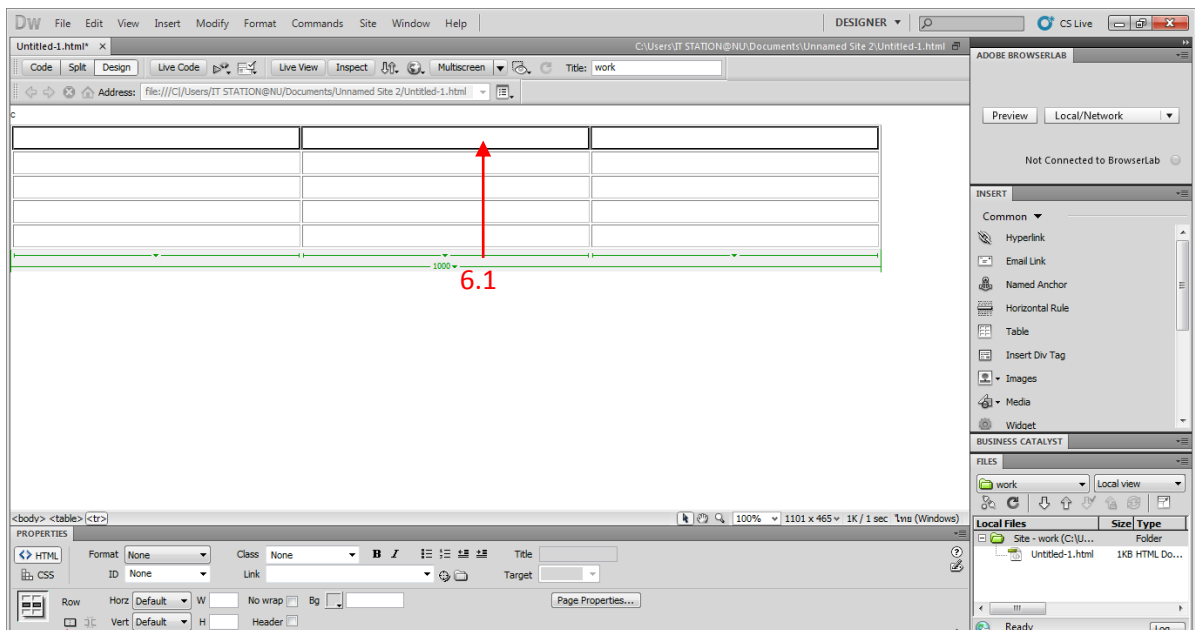 DW File Edit View Insert Modify Format Commands Site Window Help DESIGNER CS Live
Untitled-1.html* × C:\Users\IT STATION@NU\Documents\Unnamed Site 2\Untitled-1.html
Code Split Design Live Code Live View Inspect Multiscreen Title: work
Address: file:///C|/Users/IT STATION@NU/Documents/Unnamed Site 2/Untitled-1.html
c
1000
6.1
<body> <table> <tr> 100% 1101 x 465 1K / 1 sec ไทย (Windows)
PROPERTIES
<> HTML Format None Class None B I Title
CSS ID None Link Target
Row Horz Default W No wrap Bg Page Properties...
Vert Default H Header
ADOBE BROWSERLAB
Preview Local/Network
Not Connected to BrowserLab
INSERT
Common
Hyperlink
Email Link
Named Anchor
Horizontal Rule
Table
Insert Div Tag
Images
Media
Widget
BUSINESS CATALYST
FILES
work Local view
Local Files Size Type
Site - work (C:\U... Folder
Untitled-1.html 1KB HTML Do...
Ready Log...